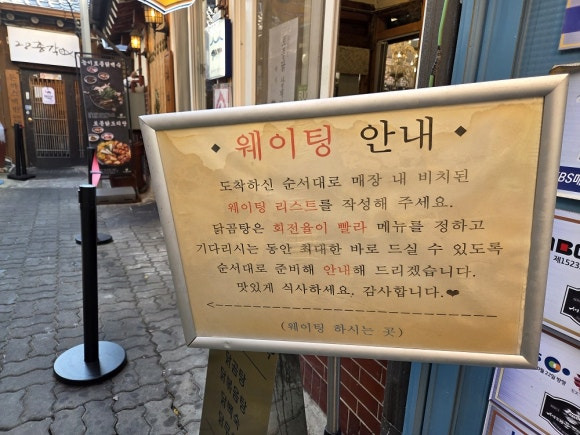 ◆ 웨이팅 안내 ◆
도착하신 순서대로 매장 내 비치된
웨이팅 리스트를 작성해 주세요.
닭곰탕은 회전율이 빨라 메뉴를 정하고
기다리시는 동안 최대한 바로 드실 수 있도록
순서대로 준비해 안내해 드리겠습니다.
맛있게 식사하세요. 감사합니다.❤
<------------------------------
(웨이팅 하시는 곳)
닭곰탕